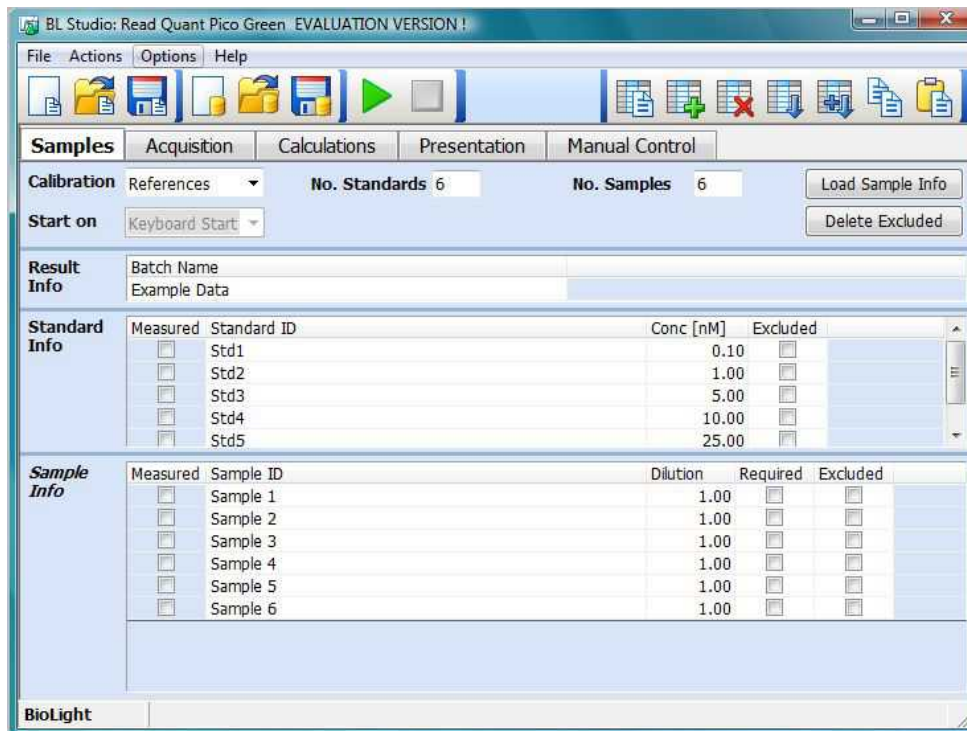 BL Studio: Read Quant Pico Green EVALUATION VERSION !
File Actions Options Help
Samples Acquisition Calculations Presentation Manual Control
Calibration References No. Standards 6 No. Samples 6 Load Sample Info
Start on Keyboard Start Delete Excluded
Result Info Batch Name
Example Data
Standard Info Measured Standard ID Conc [nM] Excluded
Std1 0.10
Std2 1.00
Std3 5.00
Std4 10.00
Std5 25.00
Sample Info Measured Sample ID Dilution Required Excluded
Sample 1 1.00
Sample 2 1.00
Sample 3 1.00
Sample 4 1.00
Sample 5 1.00
Sample 6 1.00
BioLight